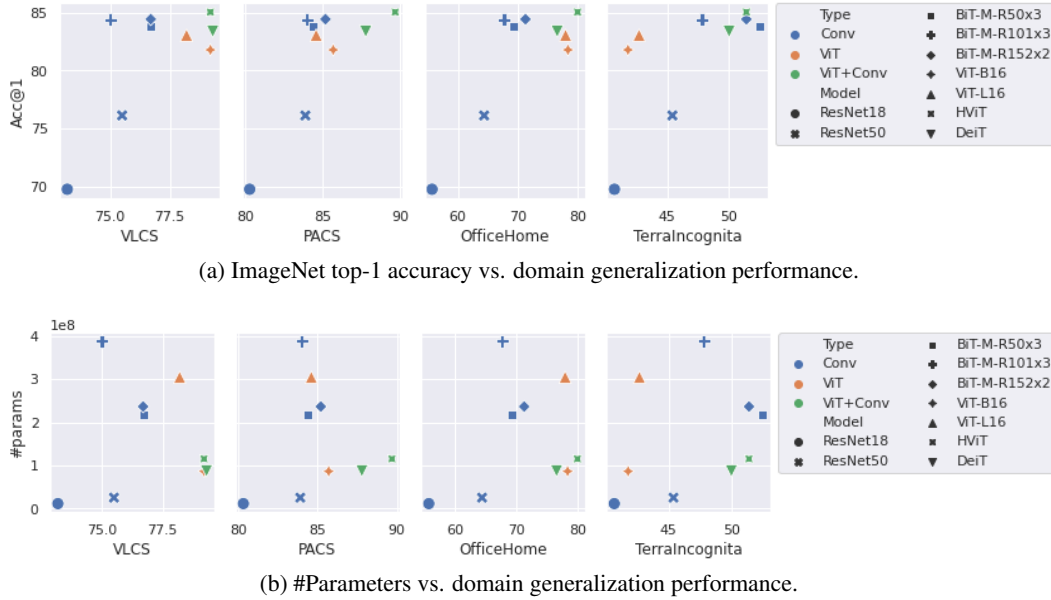 85
80
75
70
Acc@1
75.0 77.5
VLCS
80 85 90
PACS
60 70 80
OfficeHome
45 50
TerraIncognita
Type
Conv
ViT
ViT+Conv
Model
ResNet18
ResNet50
BiT-M-R50x3
BiT-M-R101x3
BiT-M-R152x2
ViT-B16
ViT-L16
HViT
DeiT
(a) ImageNet top-1 accuracy vs. domain generalization performance.
1e8
4
3
2
1
0
#params
75.0 77.5
VLCS
80 85 90
PACS
60 70 80
OfficeHome
45 50
TerraIncognita
Type
Conv
ViT
ViT+Conv
Model
ResNet18
ResNet50
BiT-M-R50x3
BiT-M-R101x3
BiT-M-R152x2
ViT-B16
ViT-L16
HViT
DeiT
(b) #Parameters vs. domain generalization performance.